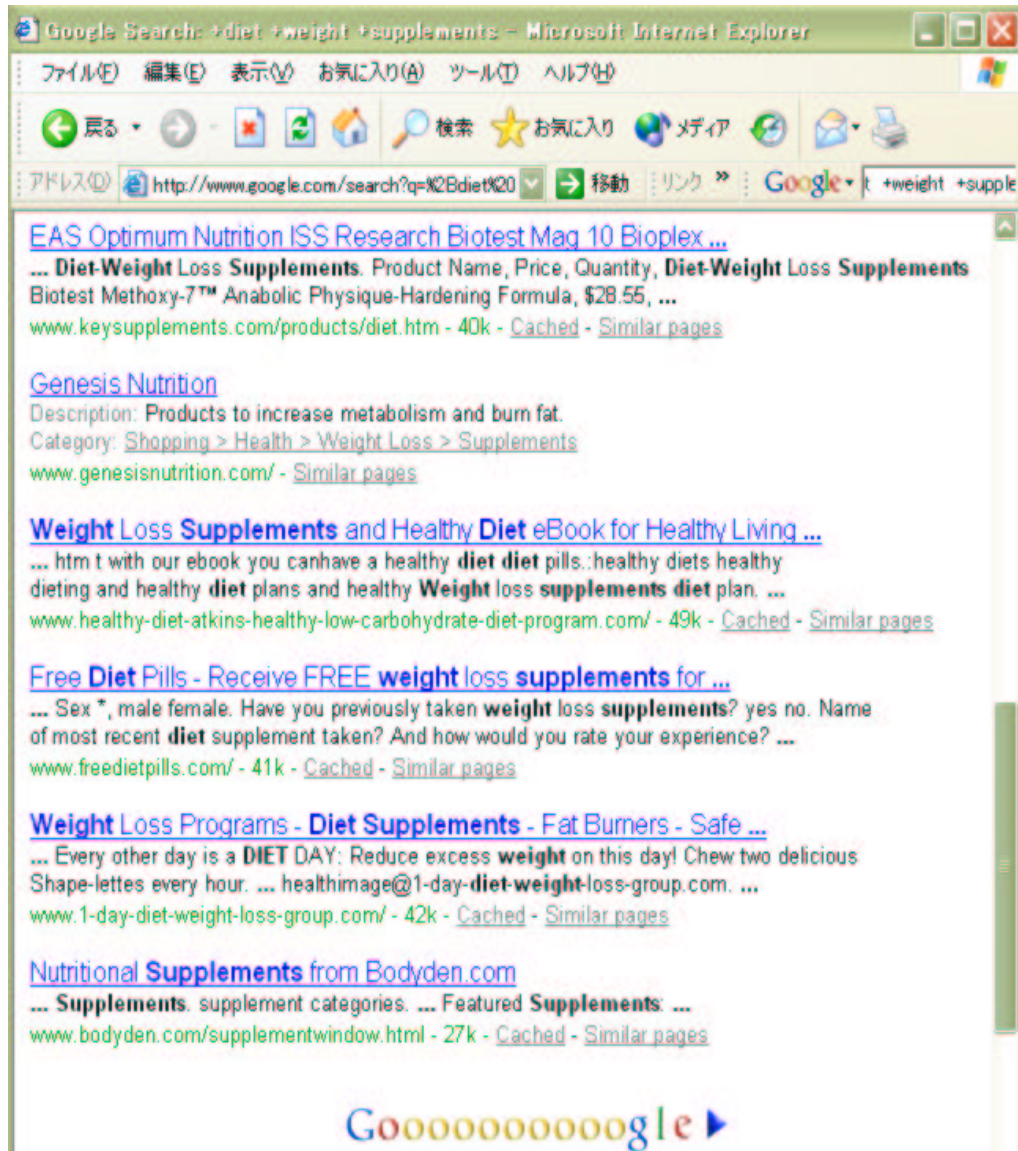 Google Search: +diet +weight +supplements - Microsoft Internet Explorer
ファイル(F) 編集(E) 表示(V) お気に入り(A) ツール(T) ヘルプ(H)
戻る 検索 お気に入り メディア
アドレス(D) http://www.google.com/search?q=%2Bdiet%20 移動 リンク » Google t +weight +supple
EAS Optimum Nutrition ISS Research Biotest Mag 10 Bioplex ...
... Diet-Weight Loss Supplements. Product Name, Price, Quantity, Diet-Weight Loss Supplements
Biotest Methoxy-7™ Anabolic Physique-Hardening Formula, $28.55, ...
www.keysupplements.com/products/diet.htm - 40k - Cached - Similar pages
Genesis Nutrition
Description: Products to increase metabolism and burn fat.
Category: Shopping > Health > Weight Loss > Supplements
www.genesisnutrition.com/ - Similar pages
Weight Loss Supplements and Healthy Diet eBook for Healthy Living ...
... htm t with our ebook you canhave a healthy diet diet pills.:healthy diets healthy
dieting and healthy diet plans and healthy Weight loss supplements diet plan. ...
www.healthy-diet-atkins-healthy-low-carbohydrate-diet-program.com/ - 49k - Cached - Similar pages
Free Diet Pills - Receive FREE weight loss supplements for ...
... Sex *, male female. Have you previously taken weight loss supplements? yes no. Name
of most recent diet supplement taken? And how would you rate your experience? ...
www.freedietpills.com/ - 41k - Cached - Similar pages
Weight Loss Programs - Diet Supplements - Fat Burners - Safe ...
... Every other day is a DIET DAY: Reduce excess weight on this day! Chew two delicious
Shape-lettes every hour. ... healthimage@1-day-diet-weight-loss-group.com. ...
www.1-day-diet-weight-loss-group.com/ - 42k - Cached - Similar pages
Nutritional Supplements from Bodyden.com
... Supplements. supplement categories. ... Featured Supplements: ...
www.bodyden.com/supplementwindow.html - 27k - Cached - Similar pages
Goooooooooogle